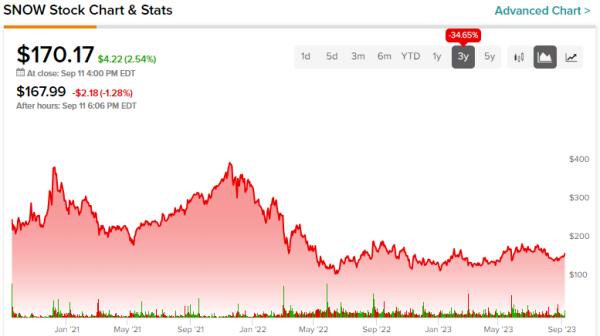 SNOW Stock Chart & Stats
Advanced Chart >
-34.65%
$170.17 $4.22 (2.54%)
At close: Sep 11 4:00 PM EDT
1d 5d 3m 6m YTD 1y 3y 5y
$167.99 -$2.18 (-1.28%)
After hours: Sep 11 6:06 PM EDT
$400
$300
$200
$100
Jan '21 May '21 Sep '21 Jan '22 May '22 Sep '22 Jan '23 May '23 Sep '23